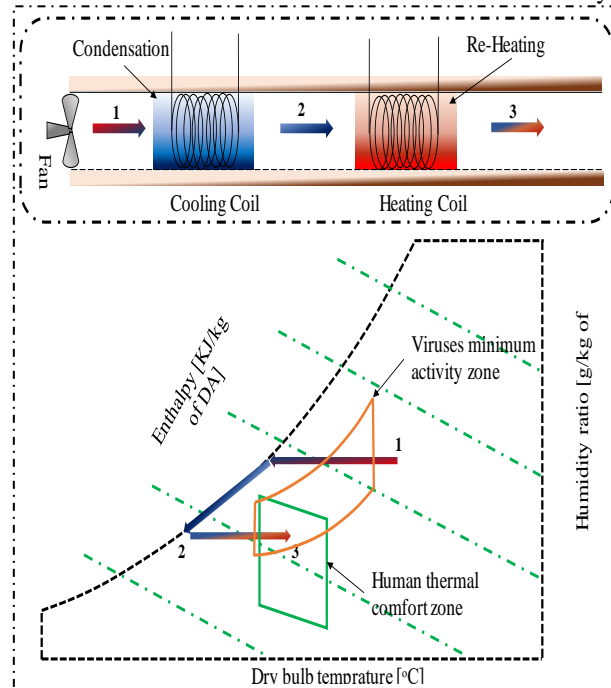 Condensation
Re-Heating
1
2
3
Fan
Cooling Coil
Heating Coil
Enthalpy [KJ/kg
of DA]
Viruses minimum
activity zone
1
2
3
Human thermal
comfort zone
Humidity ratio [g/kg of
Dry bulb temprature [°C]